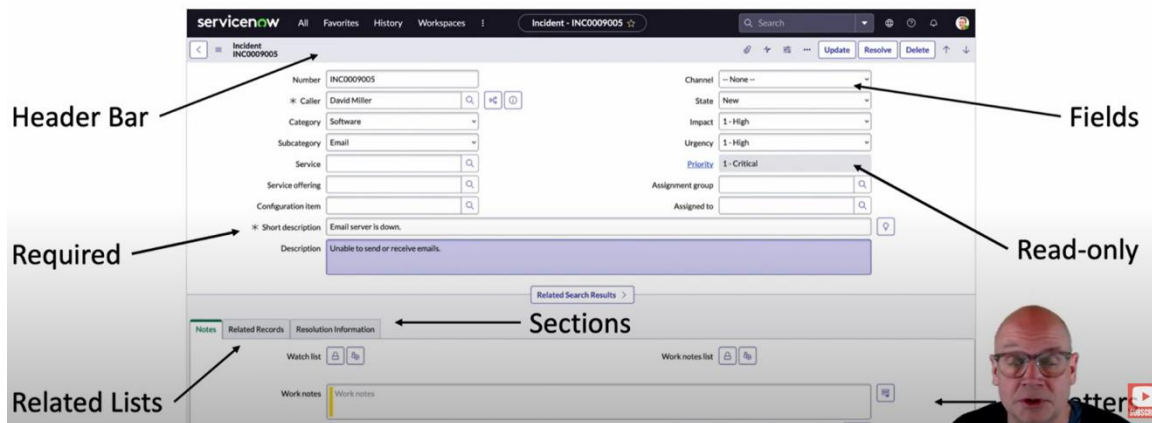 servicenow All Favorites History Workspaces Incident - INC0009005 Search
Incident
INC0009005
Update Resolve Delete
Header Bar
Fields
Required
Read-only
Sections
Related Lists
Number INC0009005 Channel -- None --
* Caller David Miller State New
Category Software Impact 1 - High
Subcategory Email Urgency 1 - High
Service Priority 1 - Critical
Service offering Assignment group
Configuration item Assigned to
* Short description Email server is down.
Description Unable to send or receive emails.
Related Search Results >
Notes Related Records Resolution Information
Watch list Work notes list
Work notes Work notes
tters
SUBSCR